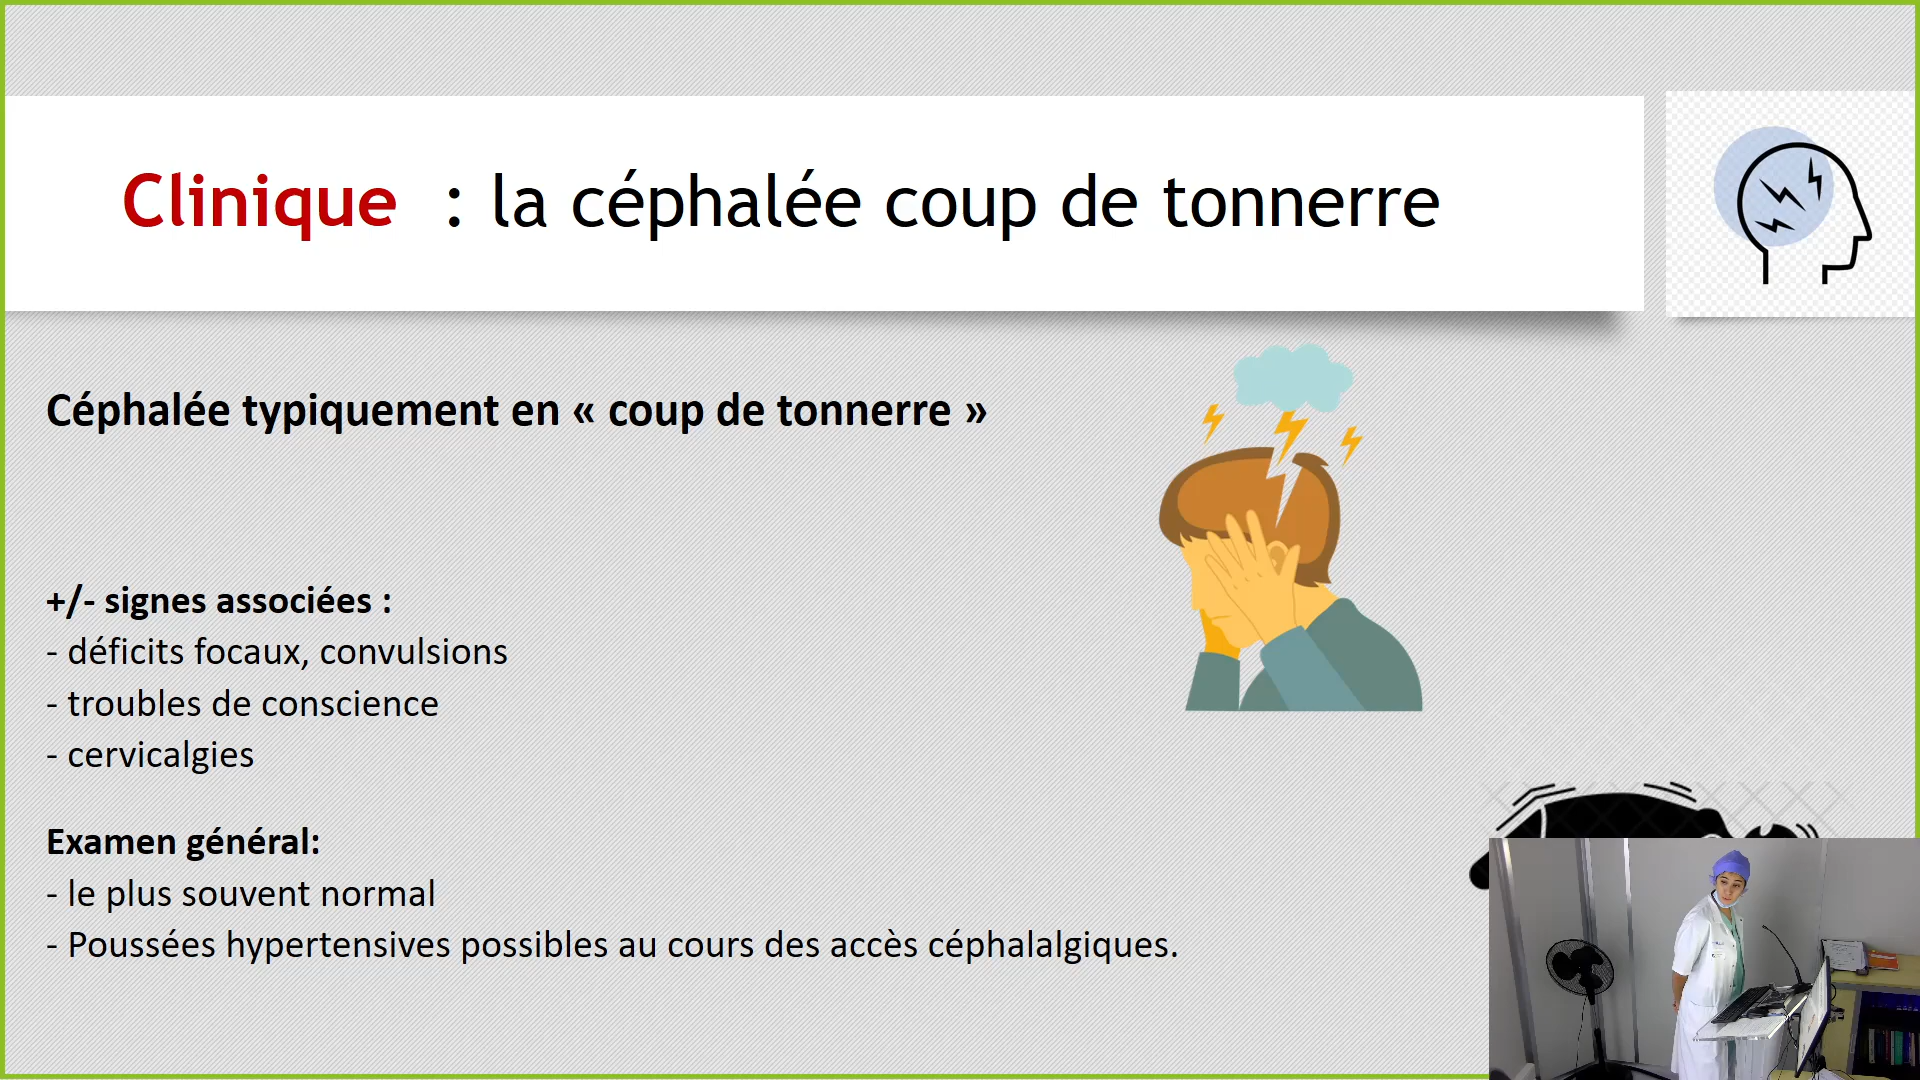 Clinique : la céphalée coup de tonnerre
Céphalée typiquement en « coup de tonnerre »
+/- signes associées :
- déficits focaux, convulsions
- troubles de conscience
- cervicalgies
Examen général:
- le plus souvent normal
- Poussées hypertensives possibles au cours des accès céphalalgiques.